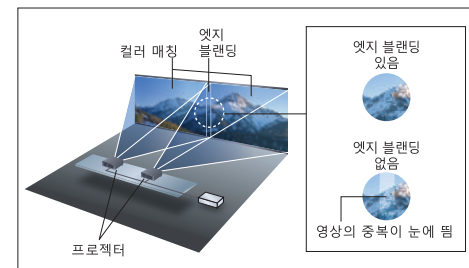 컬러 매칭
엣지
블랜딩
프로젝터
엣지 블랜딩
있음
엣지 블랜딩
없음
영상의 중복이 눈에 띔